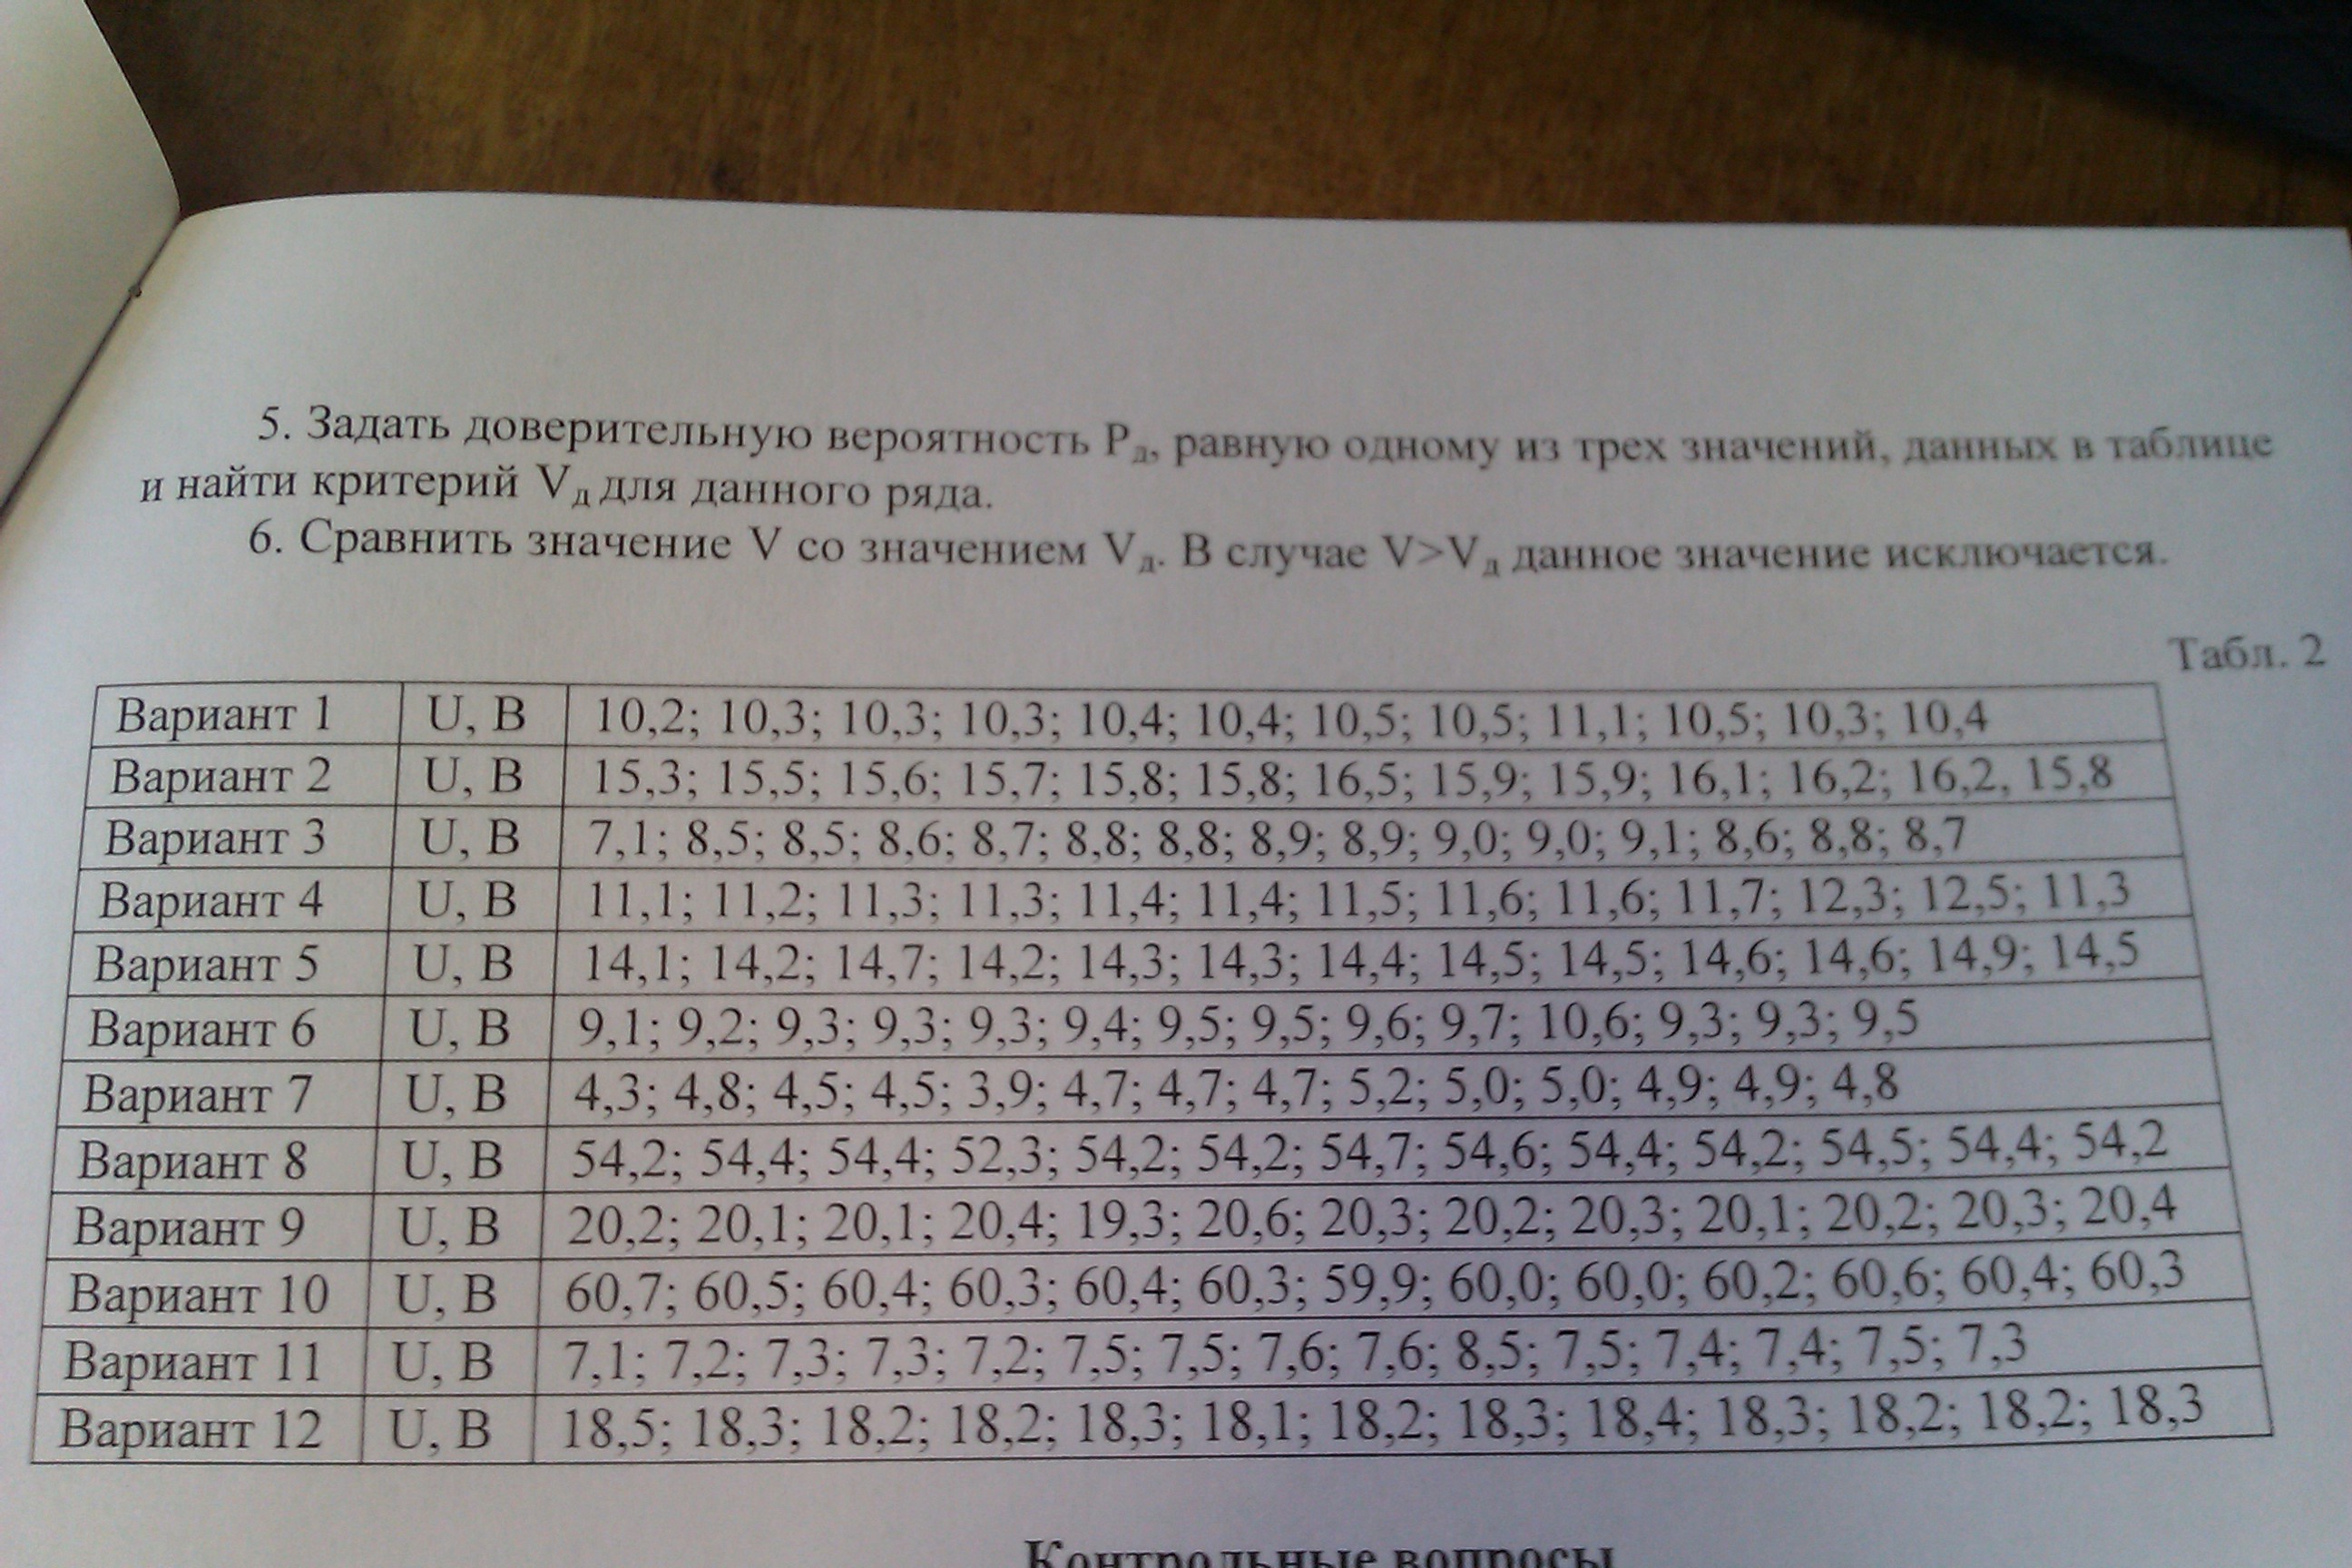 5. Задать доверительную вероятность Рд, равную одному из трех значений, данных в таблице
и найти критерий Vд для данного ряда.
6. Сравнить значение V со значением Vд. В случае V>Vд данное значение исключается.
Табл. 2
Вариант 1 U, В 10,2; 10,3; 10,3; 10,3; 10,4; 10,4; 10,5; 10,5; 11,1; 10,5; 10,3; 10,4
Вариант 2 U, В 15,3; 15,5; 15,6; 15,7; 15,8; 15,8; 16,5; 15,9; 15,9; 16,1; 16,2; 16,2, 15,8
Вариант 3 U, В 7,1; 8,5; 8,5; 8,6; 8,7; 8,8; 8,8; 8,9; 8,9; 9,0; 9,0; 9,1; 8,6; 8,8; 8,7
Вариант 4 U, В 11,1; 11,2; 11,3; 11,3; 11,4; 11,4; 11,5; 11,6; 11,6; 11,7; 12,3; 12,5; 11,3
Вариант 5 U, В 14,1; 14,2; 14,7; 14,2; 14,3; 14,3; 14,4; 14,5; 14,5; 14,6; 14,6; 14,9; 14,5
Вариант 6 U, В 9,1; 9,2; 9,3; 9,3; 9,3; 9,4; 9,5; 9,5; 9,6; 9,7; 10,6; 9,3; 9,3; 9,5
Вариант 7 U, В 4,3; 4,8; 4,5; 4,5; 3,9; 4,7; 4,7; 4,7; 5,2; 5,0; 5,0; 4,9; 4,9; 4,8
Вариант 8 U, В 54,2; 54,4; 54,4; 52,3; 54,2; 54,2; 54,7; 54,6; 54,4; 54,2; 54,5; 54,4; 54,2
Вариант 9 U, В 20,2; 20,1; 20,1; 20,4; 19,3; 20,6; 20,3; 20,2; 20,3; 20,1; 20,2; 20,3; 20,4
Вариант 10 U, В 60,7; 60,5; 60,4; 60,3; 60,4; 60,3; 59,9; 60,0; 60,0; 60,2; 60,6; 60,4; 60,3
Вариант 11 U, В 7,1; 7,2; 7,3; 7,3; 7,2; 7,5; 7,5; 7,6; 7,6; 8,5; 7,5; 7,4; 7,4; 7,5; 7,3
Вариант 12 U, В 18,5; 18,3; 18,2; 18,2; 18,3; 18,1; 18,2; 18,3; 18,4; 18,3; 18,2; 18,2; 18,3
Контрольные вопросы